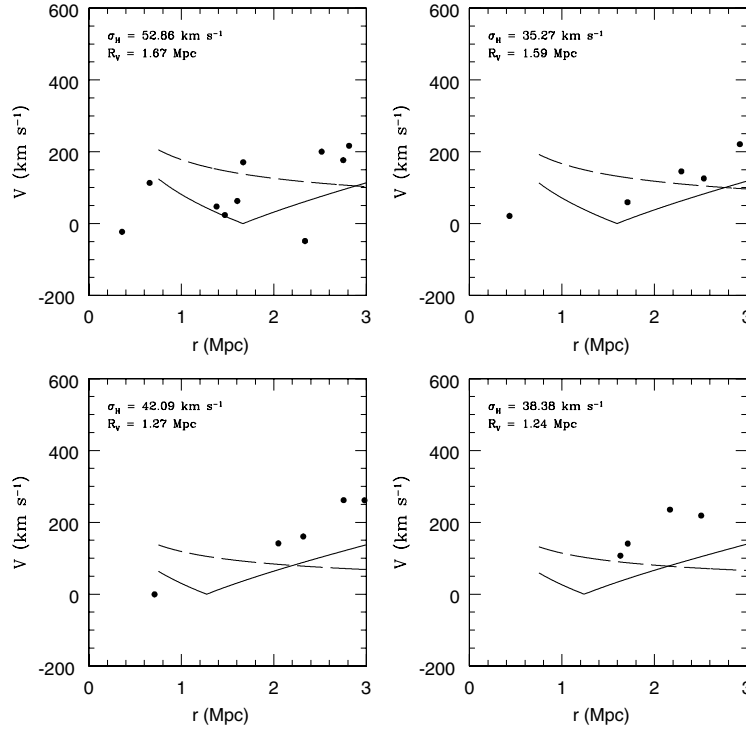 600
400
200
0
-200
V (km s⁻¹)
σH = 52.86 km s⁻¹
RV = 1.67 Mpc
0 1 2 3
r (Mpc)
600
400
200
0
-200
V (km s⁻¹)
σH = 35.27 km s⁻¹
RV = 1.59 Mpc
0 1 2 3
r (Mpc)
600
400
200
0
-200
V (km s⁻¹)
σH = 42.09 km s⁻¹
RV = 1.27 Mpc
0 1 2 3
r (Mpc)
600
400
200
0
-200
V (km s⁻¹)
σH = 38.38 km s⁻¹
RV = 1.24 Mpc
0 1 2 3
r (Mpc)